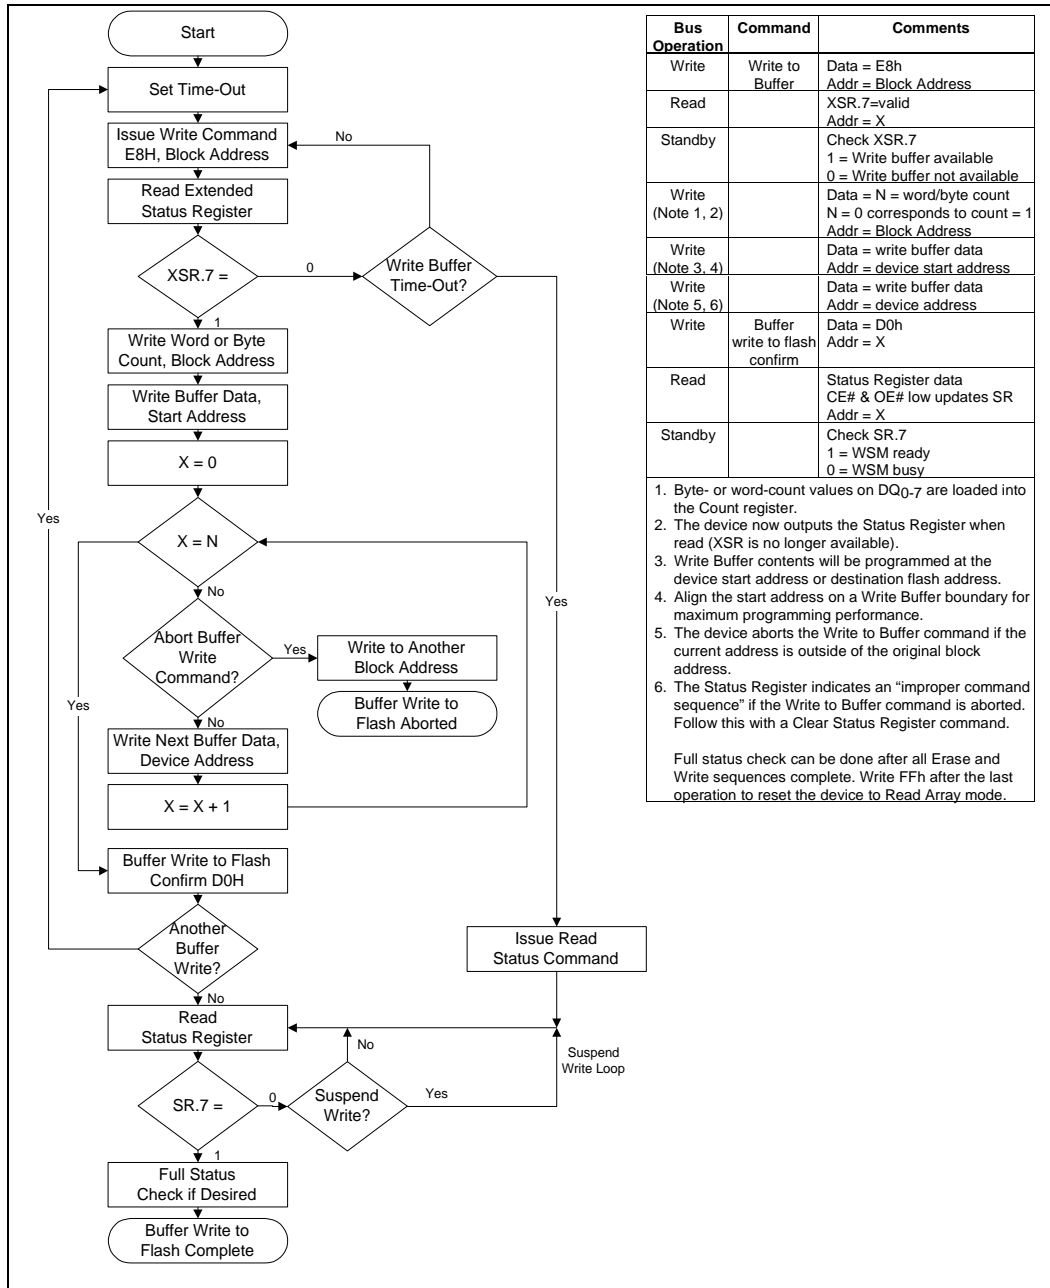 Start
Set Time-Out
Issue Write Command
E8H, Block Address
No
Read Extended
Status Register
XSR.7 =
0
Write Buffer
Time-Out?
1
Write Word or Byte
Count, Block Address
Write Buffer Data,
Start Address
X = 0
Yes
X = N
No
Yes
Abort Buffer
Write
Command?
Yes
Write to Another
Block Address
Buffer Write to
Flash Aborted
Yes
No
Write Next Buffer Data,
Device Address
X = X + 1
Buffer Write to Flash
Confirm D0H
Another
Buffer
Write?
Issue Read
Status Command
No
Read
Status Register
No
Suspend
Write Loop
SR.7 =
0
Suspend
Write?
Yes
1
Full Status
Check if Desired
Buffer Write to
Flash Complete
Bus
Operation
Command
Comments
Write
Write to
Buffer
Data = E8h
Addr = Block Address
Read
XSR.7=valid
Addr = X
Standby
Check XSR.7
1 = Write buffer available
0 = Write buffer not available
Write
(Note 1, 2)
Data = N = word/byte count
N = 0 corresponds to count = 1
Addr = Block Address
Write
(Note 3, 4)
Data = write buffer data
Addr = device start address
Write
(Note 5, 6)
Data = write buffer data
Addr = device address
Write
Buffer
write to flash
confirm
Data = D0h
Addr = X
Read
Status Register data
CE# & OE# low updates SR
Addr = X
Standby
Check SR.7
1 = WSM ready
0 = WSM busy
1. Byte- or word-count values on DQ0-7 are loaded into
the Count register.
2. The device now outputs the Status Register when
read (XSR is no longer available).
3. Write Buffer contents will be programmed at the
device start address or destination flash address.
4. Align the start address on a Write Buffer boundary for
maximum programming performance.
5. The device aborts the Write to Buffer command if the
current address is outside of the original block
address.
6. The Status Register indicates an “improper command
sequence” if the Write to Buffer command is aborted.
Follow this with a Clear Status Register command.
Full status check can be done after all Erase and
Write sequences complete. Write FFh after the last
operation to reset the device to Read Array mode.